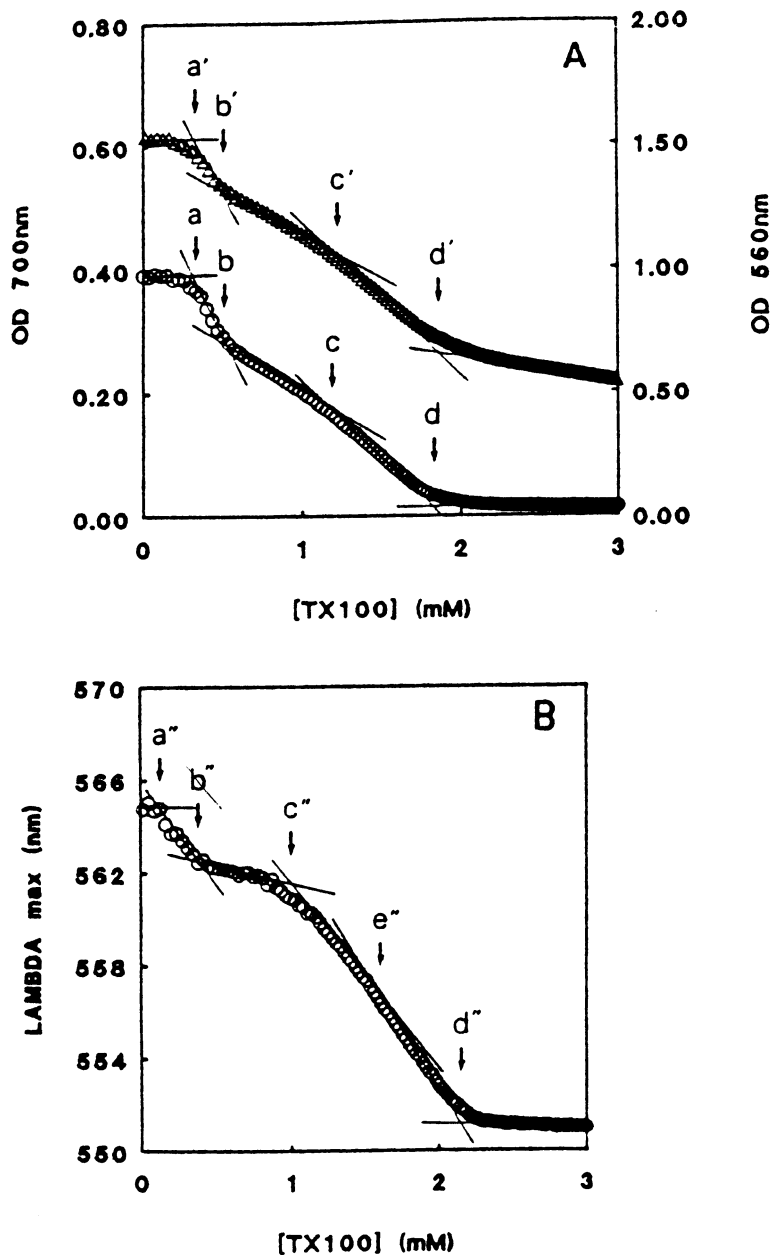 0.80
2.00
A
a′
b′
0.60
1.50
c′
a
b
d′
0.40
1.00
c
d
0.20
0.50
0.00
0.00
0
1
2
3
OD 700nm
OD 560nm
[TX100] (mM)
570
B
a″
566
b″
c″
562
e″
558
d″
554
550
0
1
2
3
LAMBDA max (nm)
[TX100] (mM)